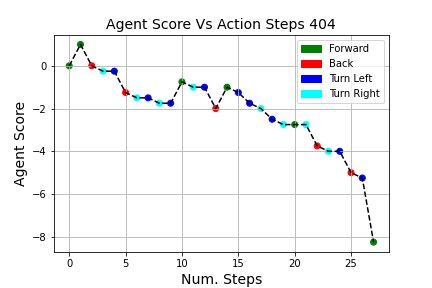 Agent Score Vs Action Steps 404
Forward
Back
Turn Left
Turn Right
Agent Score
0
−2
−4
−6
−8
0 5 10 15 20 25
Num. Steps